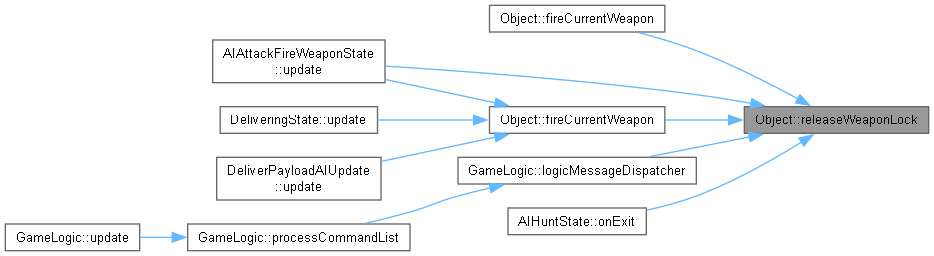 Object::fireCurrentWeapon
AIAttackFireWeaponState
::update
DeliveringState::update
Object::fireCurrentWeapon
Object::releaseWeaponLock
DeliverPayloadAIUpdate
::update
GameLogic::logicMessageDispatcher
AIHuntState::onExit
GameLogic::update
GameLogic::processCommandList